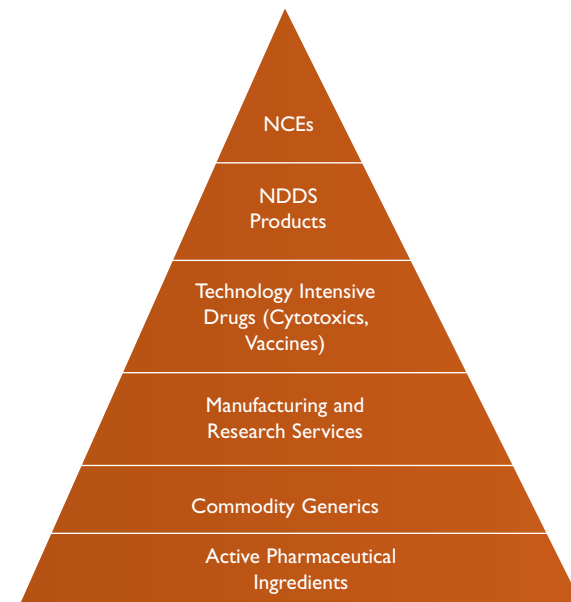 NCEs
NDDS
Products
Technology Intensive
Drugs (Cytotoxics,
Vaccines)
Manufacturing and
Research Services
Commodity Generics
Active Pharmaceutical
Ingredients